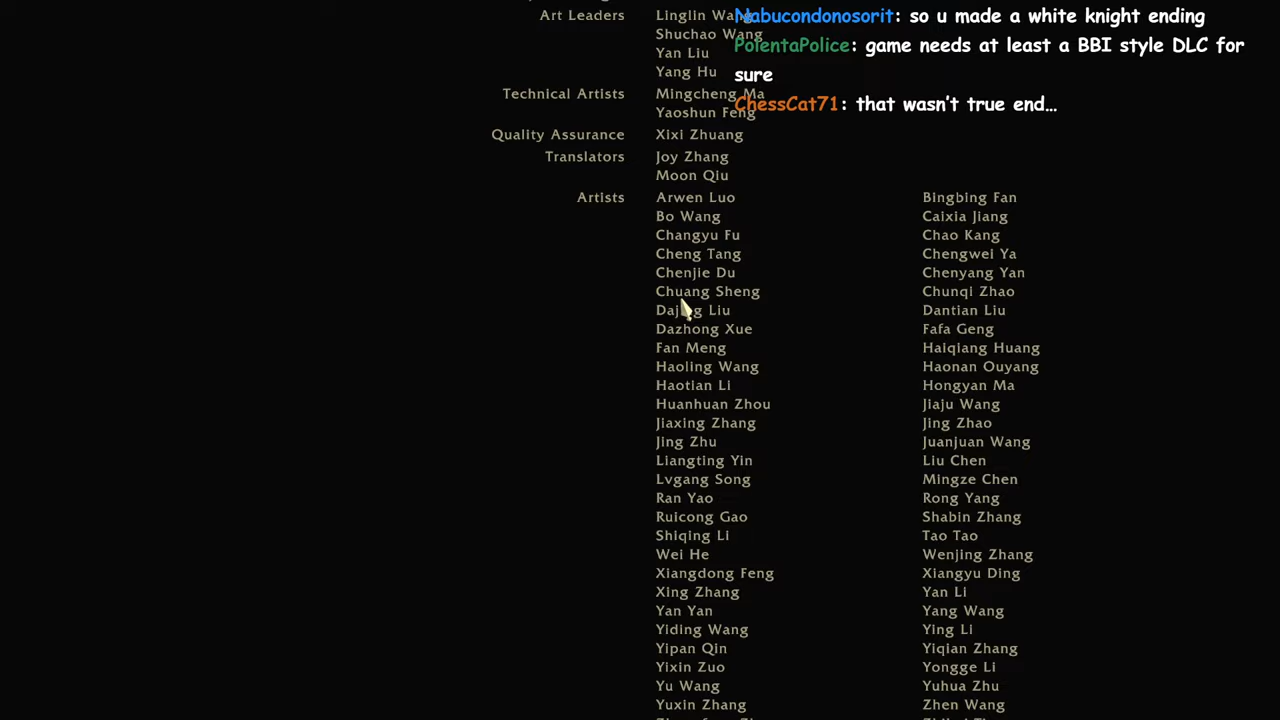 Art Leaders Linglin Wang
Shuchao Wang
Yan Liu
Yang Hu
Technical Artists Mingcheng Ma
Yaoshun Feng
Quality Assurance Xixi Zhuang
Translators Joy Zhang
Moon Qiu
Artists Arwen Luo Bingbing Fan
Bo Wang Caixia Jiang
Changyu Fu Chao Kang
Cheng Tang Chengwei Ya
Chenjie Du Chenyang Yan
Chuang Sheng Chunqi Zhao
Liu Dantian Liu
Dazhong Xue Fafa Geng
Fan Meng Haiqiang Huang
Haoling Wang Haonan Ouyang
Haotian Li Hongyan Ma
Huanhuan Zhou Jiaju Wang
Jiaxing Zhang Jing Zhao
Jing Zhu Juanjuan Wang
Liangting Yin Liu Chen
Lvgang Song Mingze Chen
Ran Yao Rong Yang
Ruicong Gao Shabin Zhang
Shiqing Li Tao Tao
Wei He Wenjing Zhang
Xiangdong Feng Xiangyu Ding
Xing Zhang Yan Li
Yan Yan Yang Wang
Yiding Wang Ying Li
Yipan Qin Yiqian Zhang
Yixin Zuo Yongge Li
Yu Wang Yuhua Zhu
Yuxin Zhang Zhen Wang
Nabucondonosorit: so u made a white knight ending
PolentaPolice: game needs at least a BBI style DLC for
sure
ChessCat71: that wasn't true end...